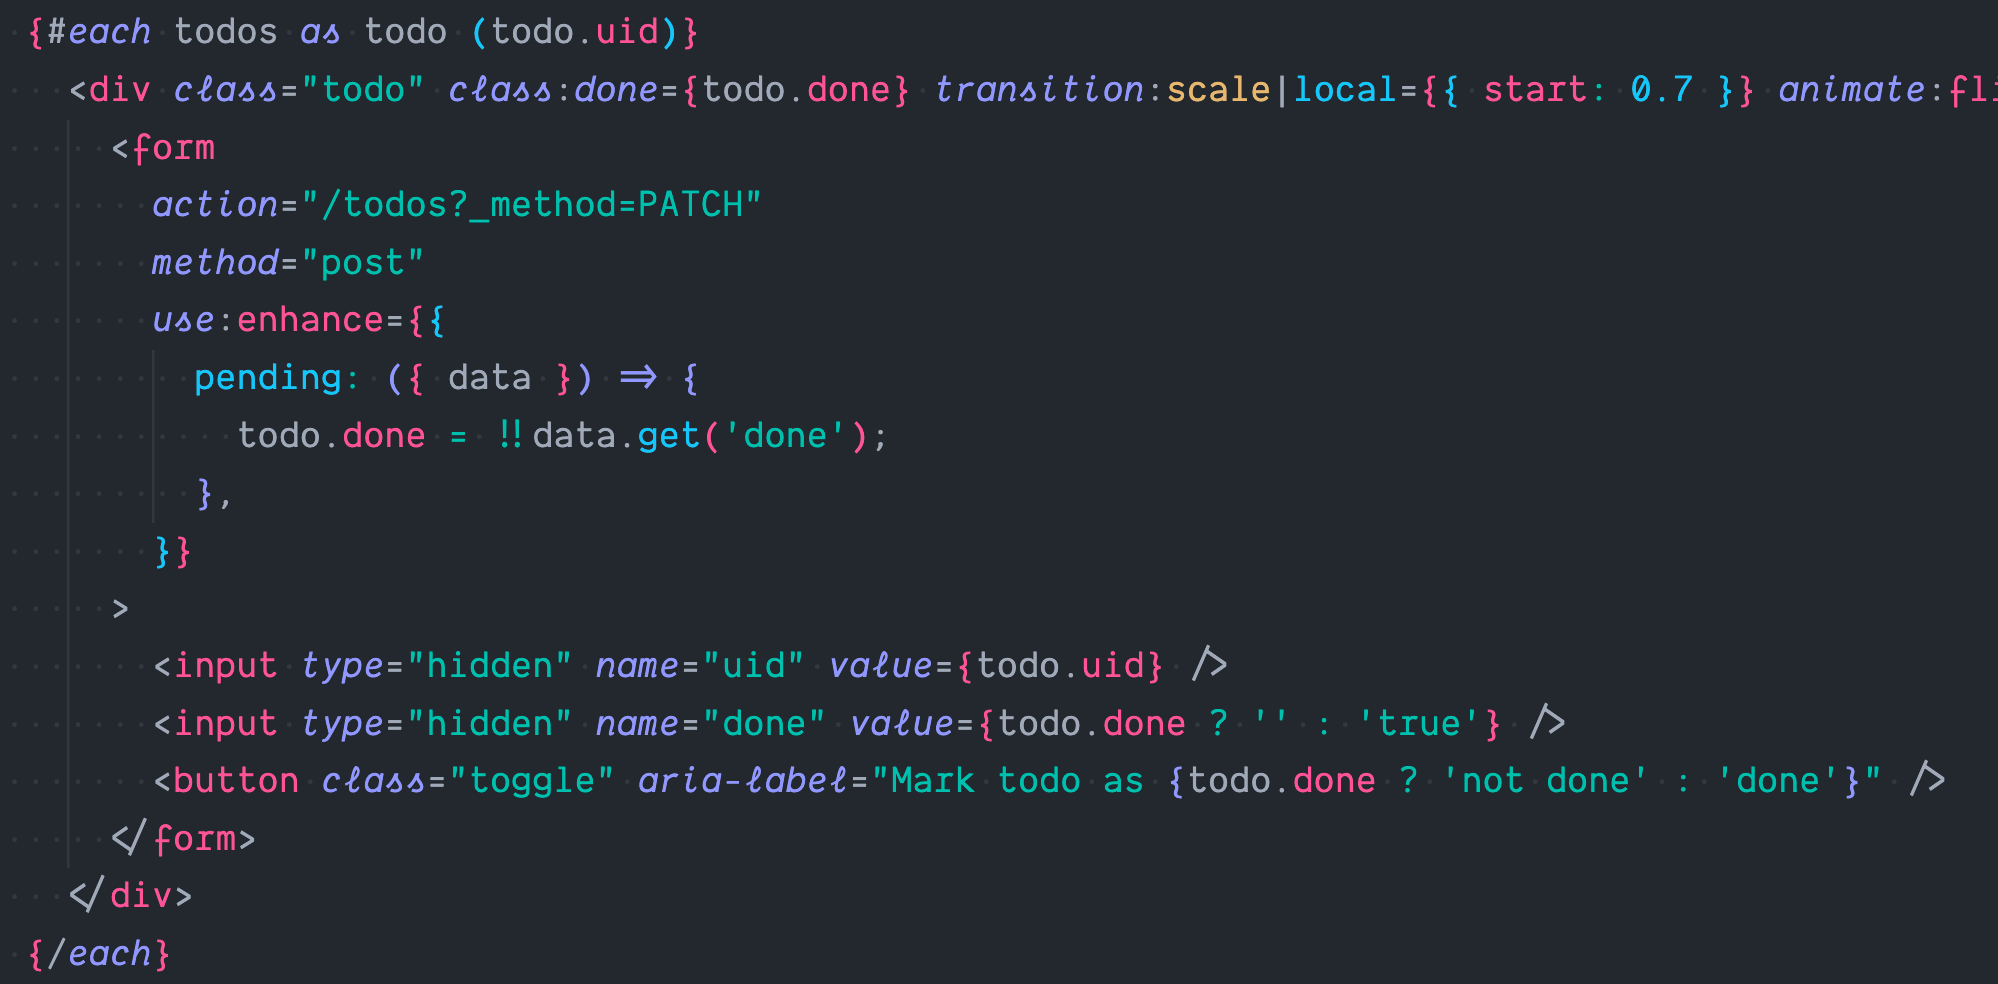 {#each todos as todo (todo.uid)}
<div class="todo" class:done={todo.done} transition:scale|local={{ start: 0.7 }} animate:fli
<form
action="/todos?_method=PATCH"
method="post"
use:enhance={{
pending: ({ data }) => {
todo.done = !!data.get('done');
},
}}
>
<input type="hidden" name="uid" value={todo.uid} />
<input type="hidden" name="done" value={todo.done ? '' : 'true'} />
<button class="toggle" aria-label="Mark todo as {todo.done ? 'not done' : 'done'}" />
</form>
</div>
{/each}